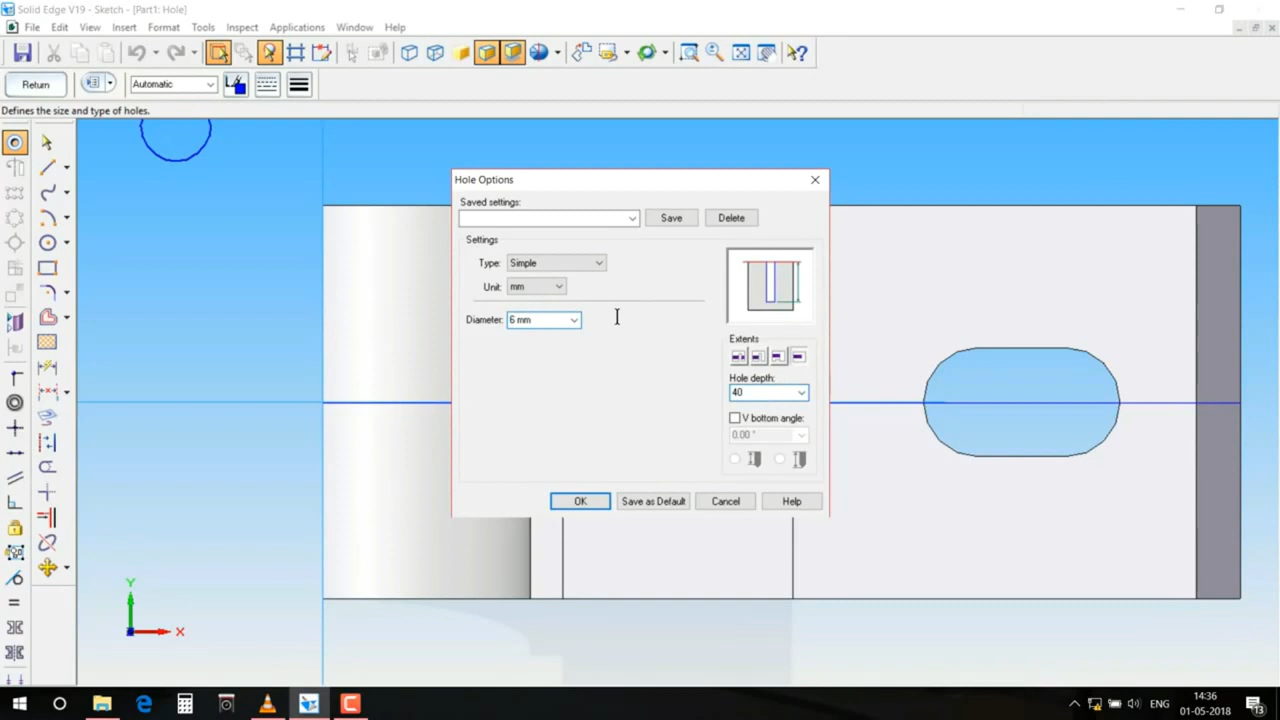 Solid Edge V19 - Sketch - [Part1: Hole]
File Edit View Insert Format Tools Inspect Applications Window Help
Return Automatic
Defines the size and type of holes.
Hole Options
Saved settings:
Save Delete
Settings
Type: Simple
Unit: mm
Diameter: 6 mm
Extents
Hole depth:
40
V bottom angle:
0.00 °
OK Save as Default Cancel Help
Y
X
ENG
14:36
01-05-2018
13